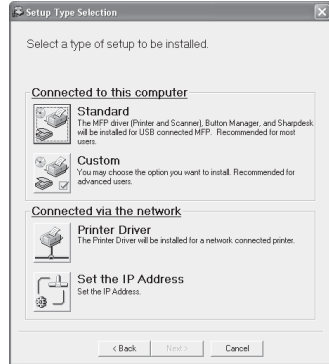 Setup Type Selection
Select a type of setup to be installed.
Connected to this computer
Standard
The MFP driver (Printer and Scanner), Button Manager, and Sharpdesk
will be installed for USB connected MFP. Recommended for most
users.
Custom
You may choose the option you want to install. Recommended for
advanced users.
Connected via the network
Printer Driver
The Printer Driver will be installed for a network connected printer.
Set the IP Address
Set the IP Address.
< Back
Next >
Cancel